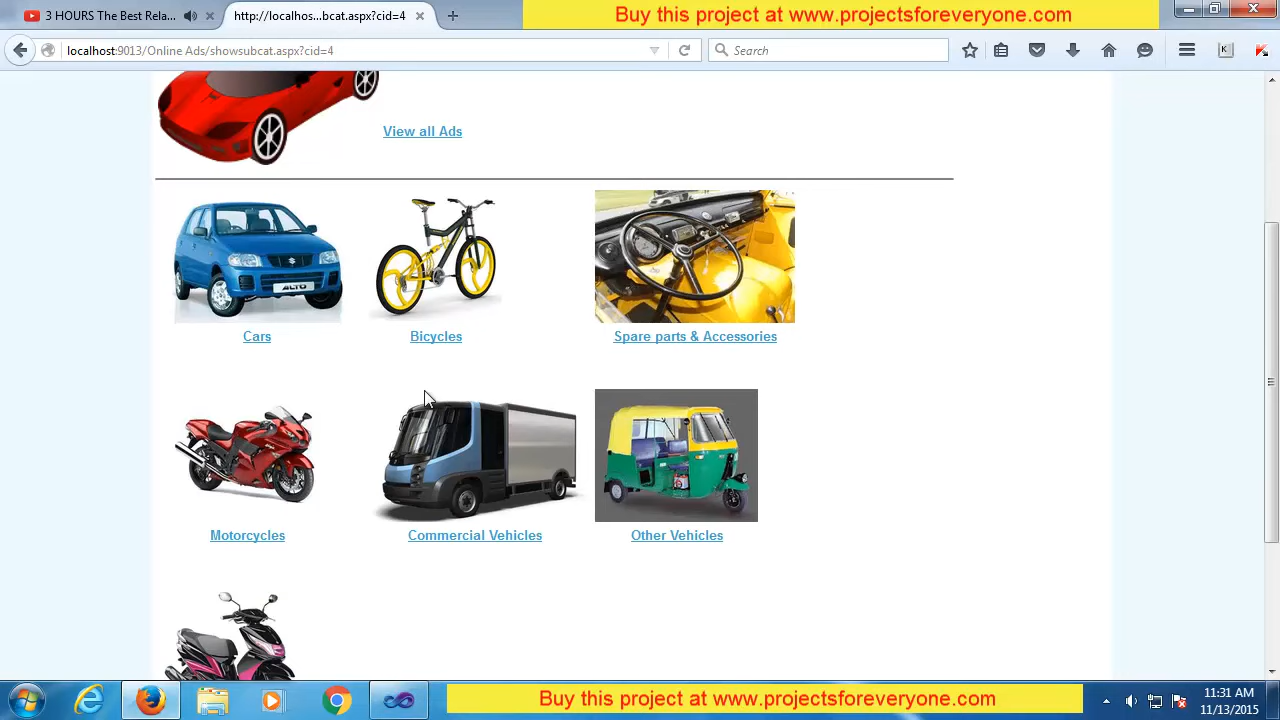 3 HOURS The Best Rela...
http://localhos...bcat.aspx?cid=4
Buy this project at www.projectsforeveryone.com
localhost:9013/Online Ads/showsubcat.aspx?cid=4
Search
K
View all Ads
ALTO
Cars
Bicycles
Spare parts & Accessories
Motorcycles
Commercial Vehicles
Other Vehicles
Buy this project at www.projectsforeveryone.com
11:31 AM
11/13/2015